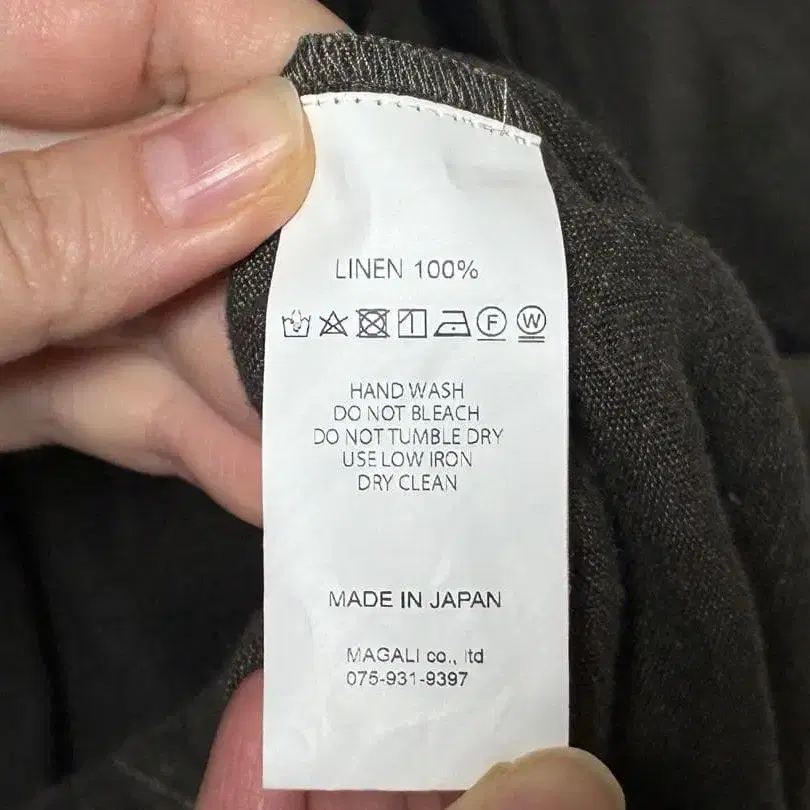 LINEN 100%
F W
HAND WASH
DO NOT BLEACH
DO NOT TUMBLE DRY
USE LOW IRON
DRY CLEAN
MADE IN JAPAN
MAGALI co., ltd
075-931-9397